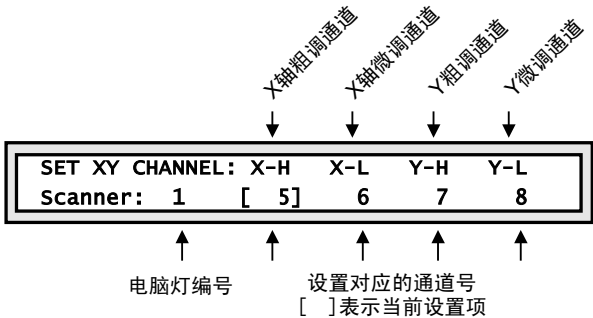 X轴粗调通道
X轴微调通道
Y粗调通道
Y微调通道
SET XY CHANNEL: X-H X-L Y-H Y-L
Scanner: 1 [ 5] 6 7 8
电脑灯编号
设置对应的通道号
[ ]表示当前设置项